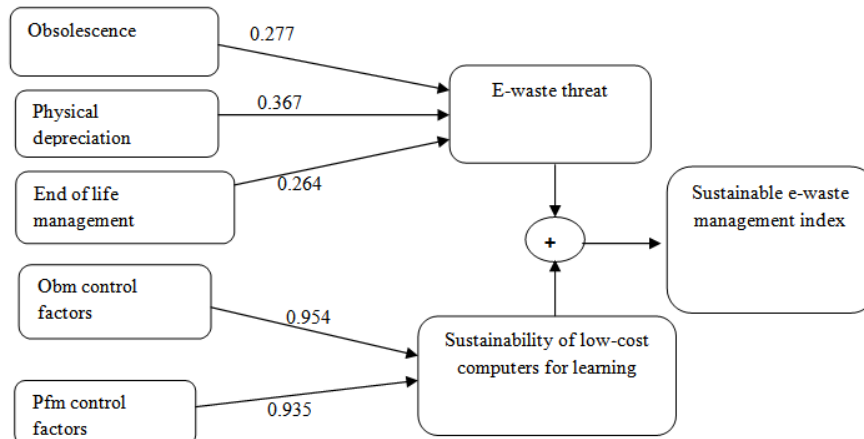 Obsolescence
0.277
E-waste threat
Physical
depreciation
0.367
End of life
management
0.264
Sustainable e-waste
management index
+
Obm control
factors
0.954
Sustainability of low-cost
computers for learning
Pfm control
factors
0.935